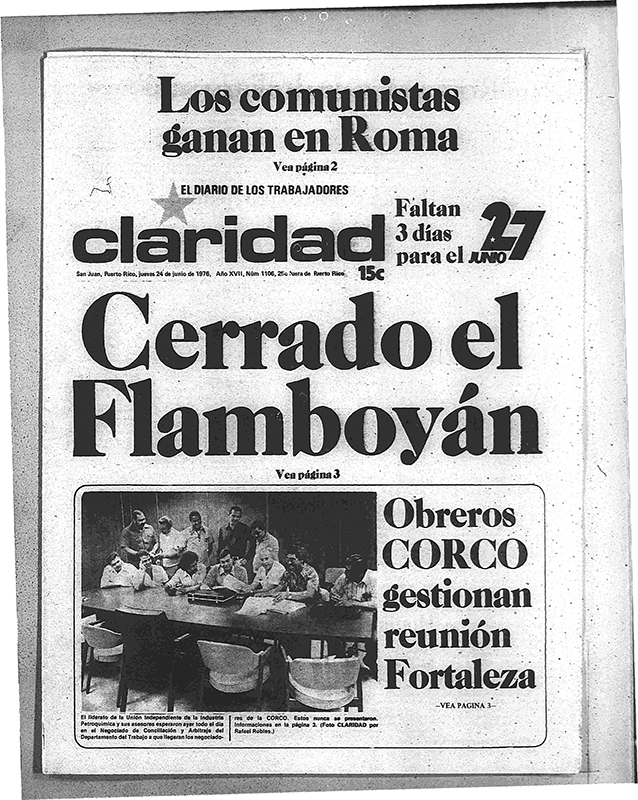 Los comunistas
ganan en Roma
Vea página 2
EL DIARIO DE LOS TRABAJADORES
claridad
Faltan
3 días
para el
27
JUNIO
San Juan, Puerto Rico, jueves 24 de junio de 1976, Año XVII, Núm 1106, 25c fuera de Puerto Rico
15c
Cerrado el
Flamboyán
Vea página 3
Obreros
CORCO
gestionan
reunión
Fortaleza
—VEA PAGINA 3—
El liderato de la Unión Independiente de la Industria
Petroquímica y sus asesores esperaron ayer todo el día
en el Negociado de Conciliación y Arbitraje del
Departamento del Trabajo a que llegaran los negociado-
res de la CORCO. Estos nunca se presentaron.
Informaciones en la página 3. (Foto CLARIDAD por
Rafael Robles.)